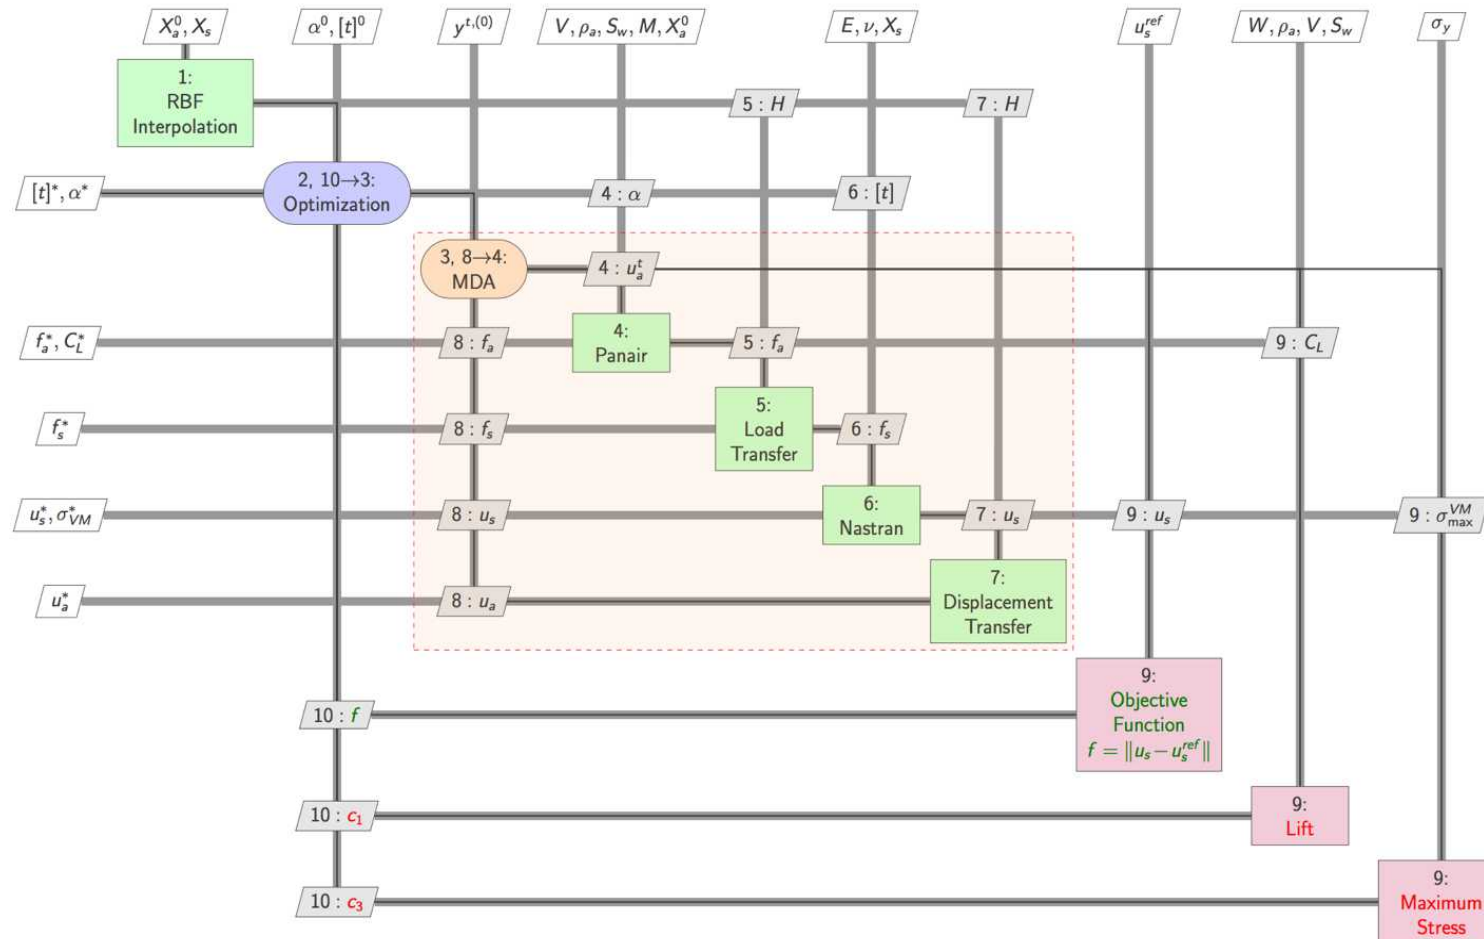 X_a^0, X_s
α^0, [t]^0
y^{t,(0)}
V, ρ_a, S_w, M, X_a^0
E, ν, X_s
u_s^{ref}
W, ρ_a, V, S_w
σ_y
1:
RBF
Interpolation
5 : H
7 : H
[t]^*, α^*
2, 10→3:
Optimization
4 : α
6 : [t]
3, 8→4:
MDA
4 : u_a^t
f_a^*, C_L^*
8 : f_a
4:
Panair
5 : f_a
9 : C_L
f_s^*
8 : f_s
5:
Load
Transfer
6 : f_s
u_s^*, σ_{VM}^*
8 : u_s
6:
Nastran
7 : u_s
9 : u_s
9 : σ_{max}^{VM}
u_a^*
8 : u_a
7:
Displacement
Transfer
10 : f
9:
Objective
Function
f = ‖u_s − u_s^{ref}‖
10 : c_1
9:
Lift
10 : c_3
9:
Maximum
Stress